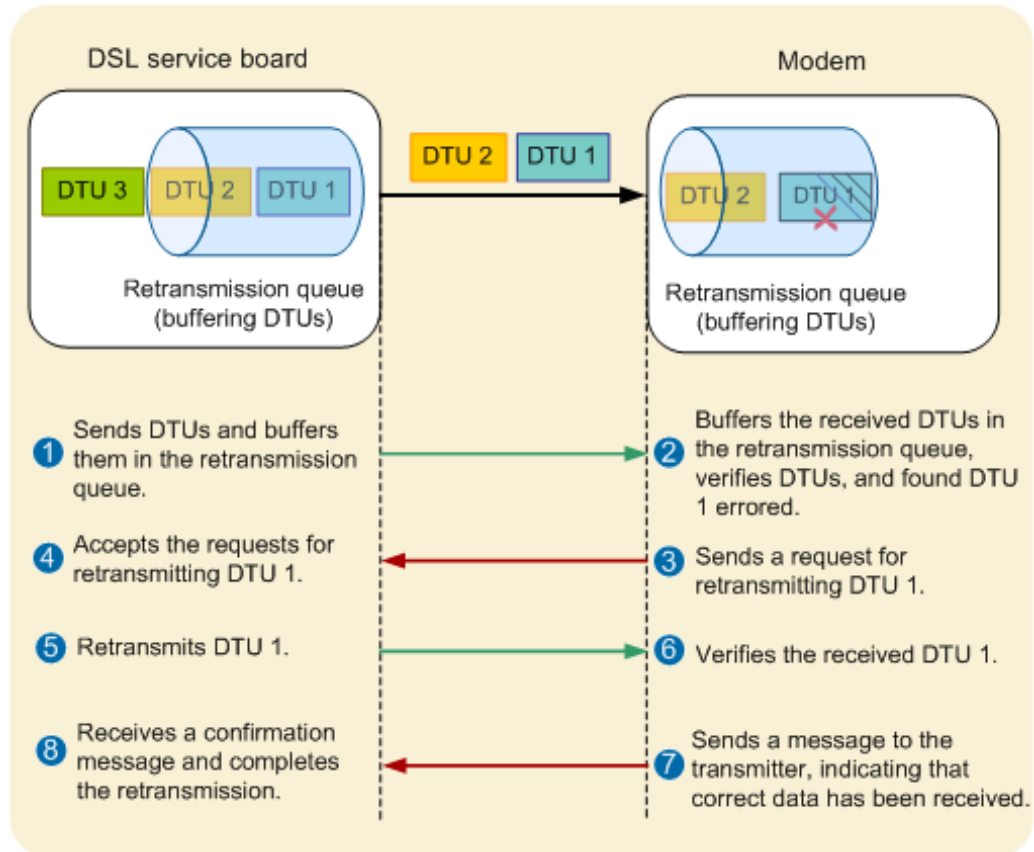 DSL service board
Modem
DTU 3
DTU 2
DTU 1
DTU 2
DTU 1
DTU 2
DTU 1
Retransmission queue
(buffering DTUs)
Retransmission queue
(buffering DTUs)
1
Sends DTUs and buffers
them in the retransmission
queue.
2
Buffers the received DTUs in
the retransmission queue,
verifies DTUs, and found DTU
1 errored.
4
Accepts the requests for
retransmitting DTU 1.
3
Sends a request for
retransmitting DTU 1.
5
Retransmits DTU 1.
6
Verifies the received DTU 1.
8
Receives a confirmation
message and completes
the retransmission.
7
Sends a message to the
transmitter, indicating that
correct data has been received.